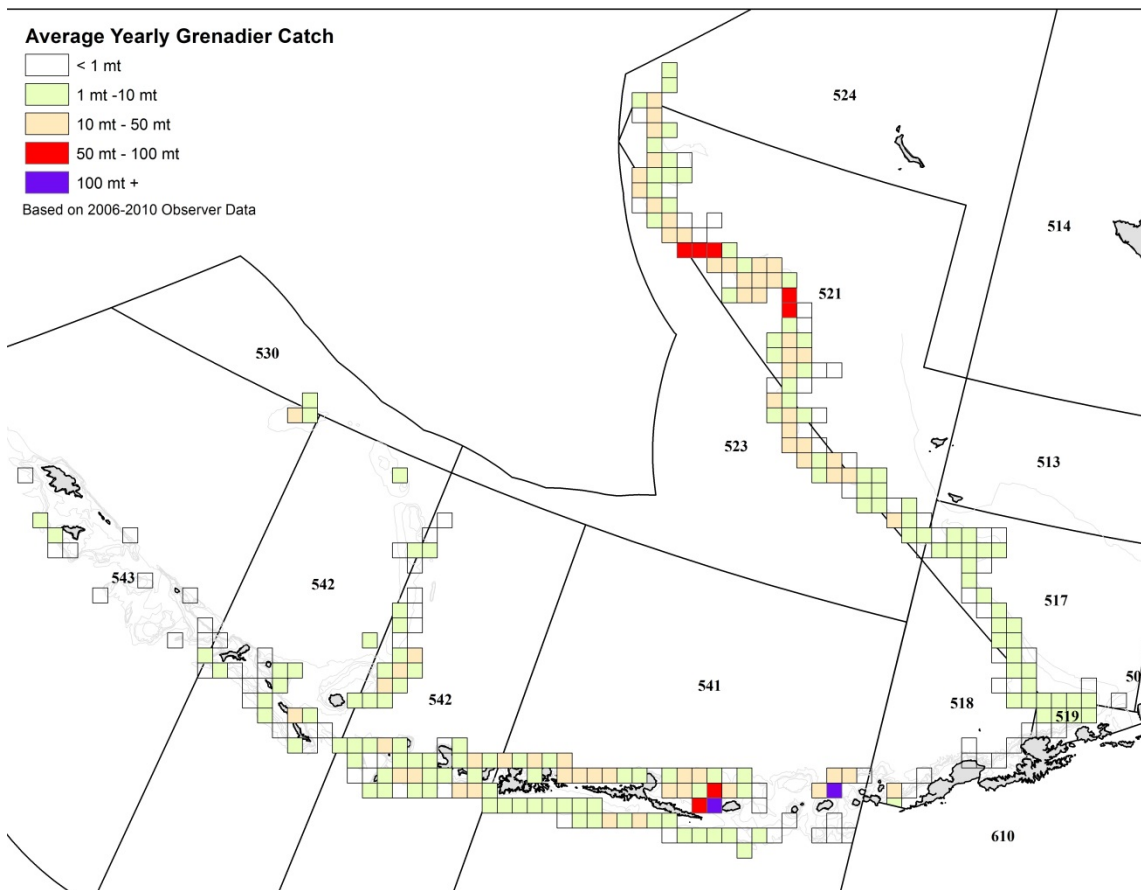 Average Yearly Grenadier Catch
< 1 mt
1 mt -10 mt
10 mt - 50 mt
50 mt - 100 mt
100 mt +
Based on 2006-2010 Observer Data
524
514
521
530
523
513
543
542
517
50
542
541
518
519
610